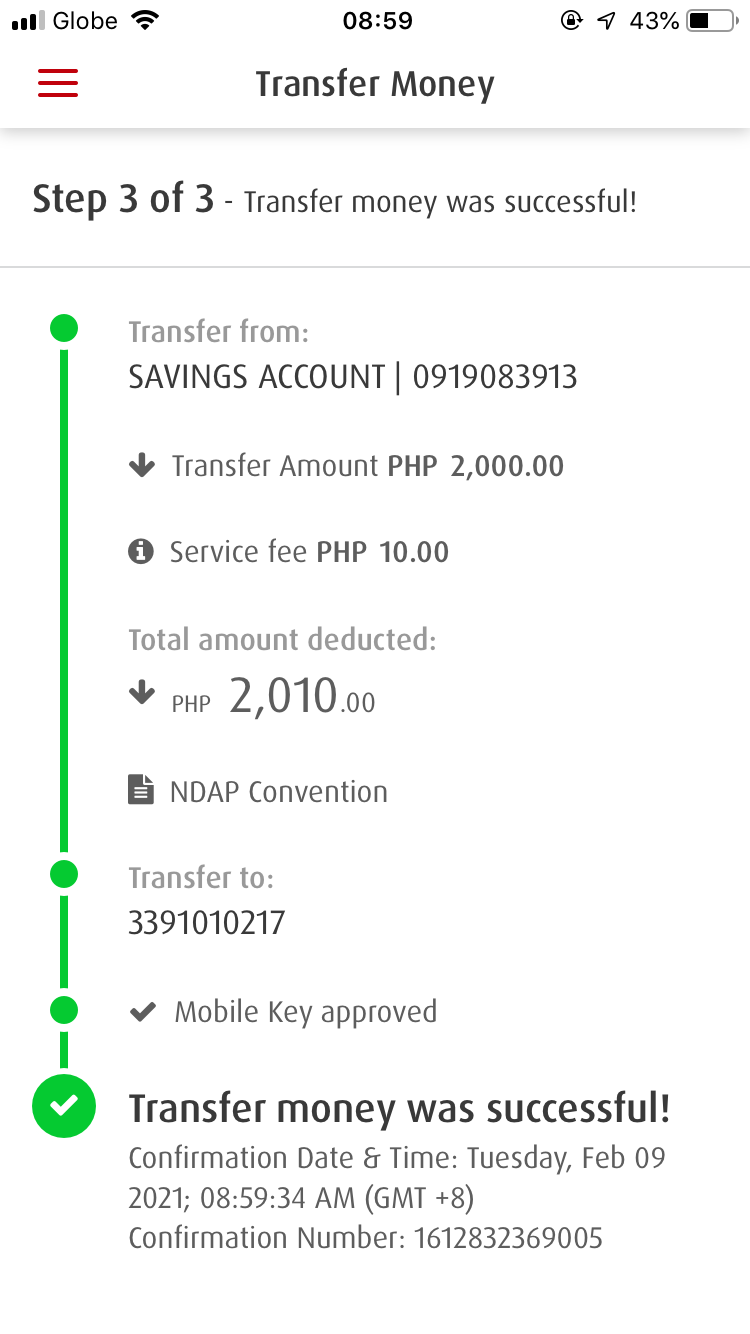 Globe 08:59 43%
Transfer Money
Step 3 of 3 - Transfer money was successful!
Transfer from:
SAVINGS ACCOUNT | 0919083913
Transfer Amount PHP 2,000.00
Service fee PHP 10.00
Total amount deducted:
PHP 2,010.00
NDAP Convention
Transfer to:
3391010217
Mobile Key approved
Transfer money was successful!
Confirmation Date & Time: Tuesday, Feb 09
2021; 08:59:34 AM (GMT +8)
Confirmation Number: 1612832369005